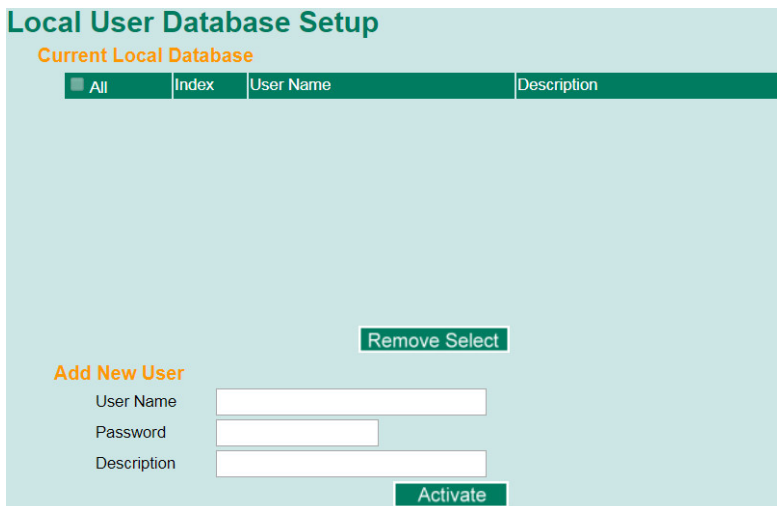 Local User Database Setup
Current Local Database
All Index User Name Description
Remove Select
Add New User
User Name
Password
Description
Activate